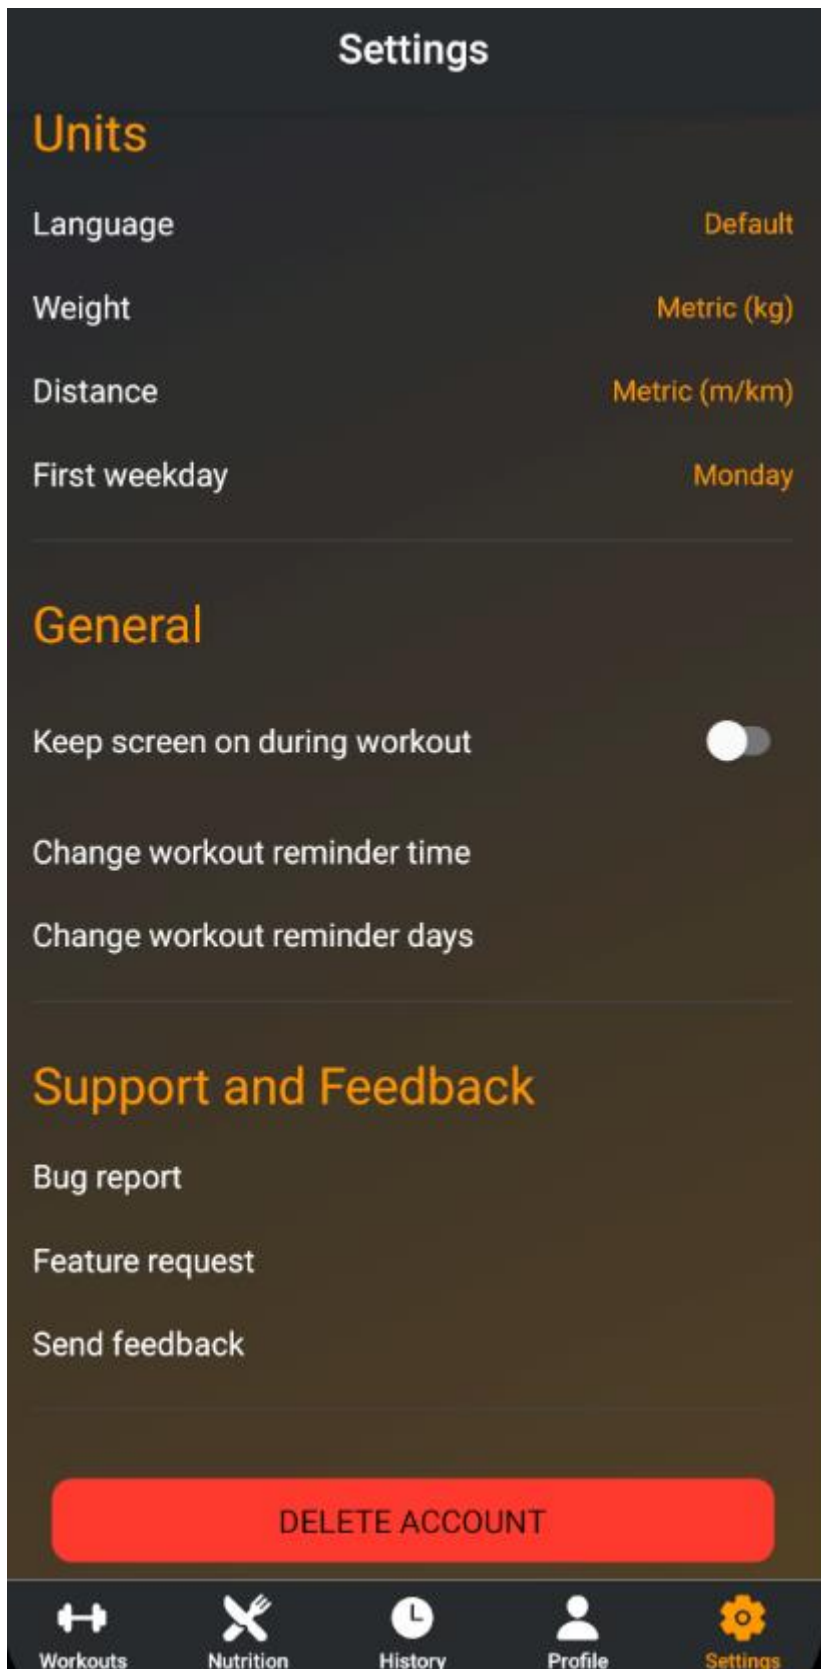 Settings
Units
Language Default
Weight Metric (kg)
Distance Metric (m/km)
First weekday Monday
General
Keep screen on during workout
Change workout reminder time
Change workout reminder days
Support and Feedback
Bug report
Feature request
Send feedback
DELETE ACCOUNT
Workouts Nutrition History Profile Settings